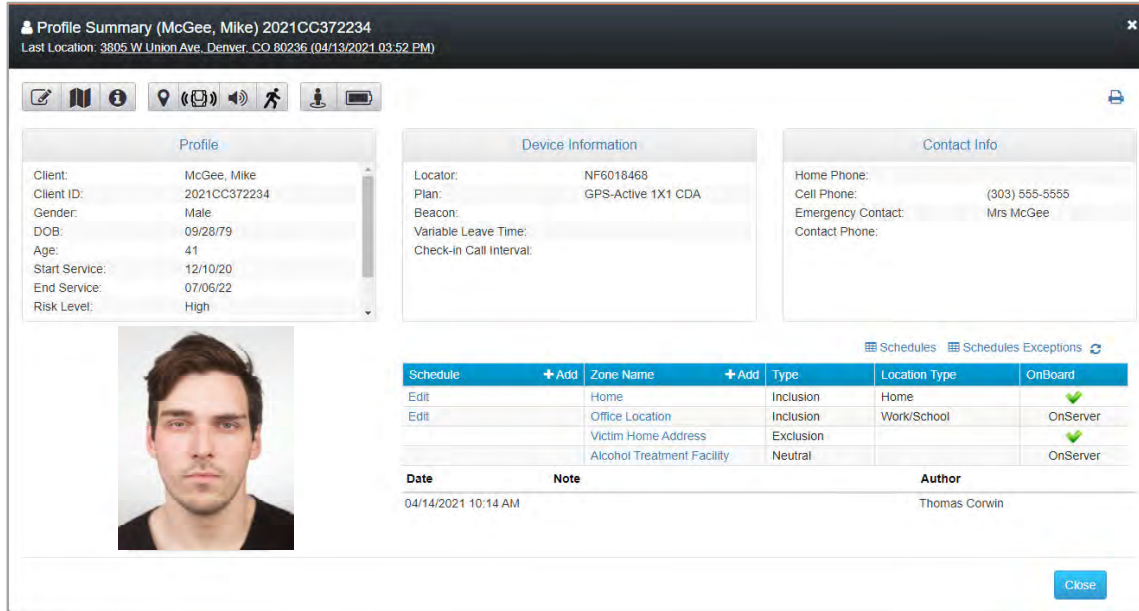 Profile Summary (McGee, Mike) 2021CC372234
Last Location: 3805 W Union Ave, Denver, CO 80236 (04/13/2021 03:52 PM)
Profile
Client: McGee, Mike
Client ID: 2021CC372234
Gender: Male
DOB: 09/28/79
Age: 41
Start Service: 12/10/20
End Service: 07/06/22
Risk Level: High
Device Information
Locator: NF6018468
Plan: GPS-Active 1X1 CDA
Beacon:
Variable Leave Time:
Check-in Call Interval:
Contact Info
Home Phone:
Cell Phone: (303) 555-5555
Emergency Contact: Mrs McGee
Contact Phone:
Schedules Schedules Exceptions
Schedule +Add Zone Name +Add Type Location Type OnBoard
Edit Home Inclusion Home
Edit Office Location Inclusion Work/School OnServer
Victim Home Address Exclusion
Alcohol Treatment Facility Neutral OnServer
Date Note Author
04/14/2021 10:14 AM Thomas Corwin
Close